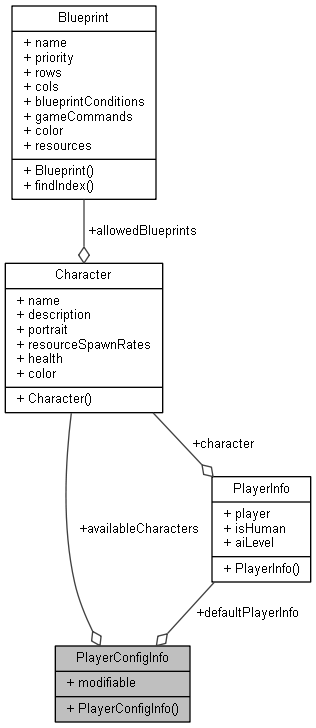 Blueprint
+ name
+ priority
+ rows
+ cols
+ blueprintConditions
+ gameCommands
+ color
+ resources
+ Blueprint()
+ findIndex()
+allowedBlueprints
Character
+ name
+ description
+ portrait
+ resourceSpawnRates
+ health
+ color
+ Character()
+character
PlayerInfo
+ player
+ isHuman
+ aiLevel
+ PlayerInfo()
+availableCharacters
+defaultPlayerInfo
PlayerConfigInfo
+ modifiable
+ PlayerConfigInfo()